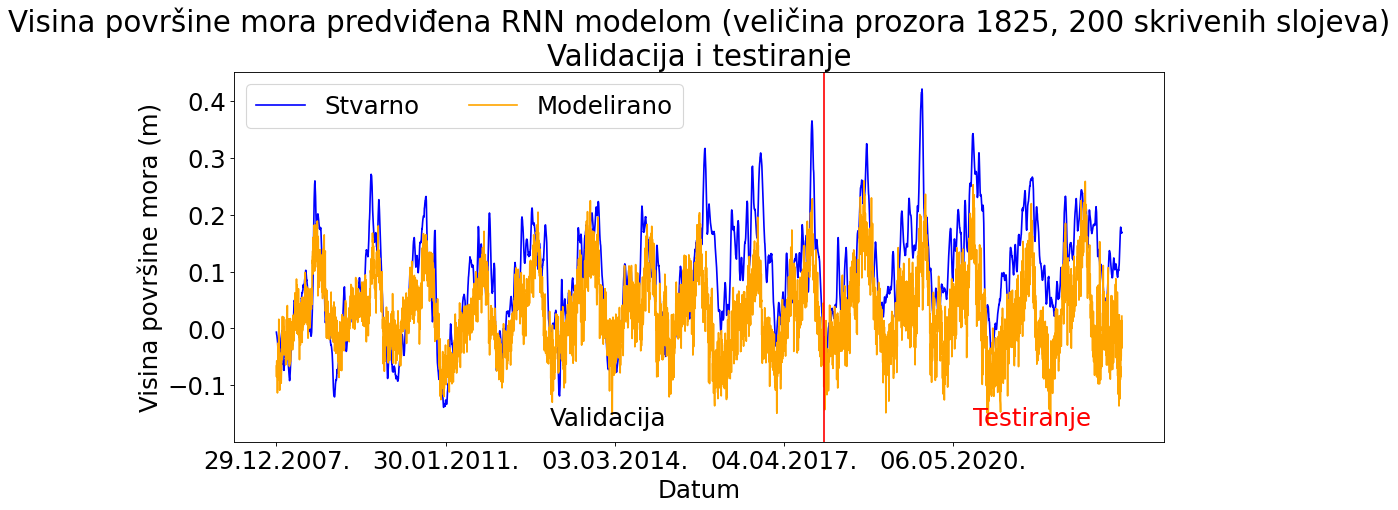 Visina površine mora predviđena RNN modelom (veličina prozora 1825, 200 skrivenih slojeva)
Validacija i testiranje
Stvarno
Modelirano
Visina površine mora (m)
0.4
0.3
0.2
0.1
0.0
−0.1
Validacija
Testiranje
29.12.2007.
30.01.2011.
03.03.2014.
04.04.2017.
06.05.2020.
Datum